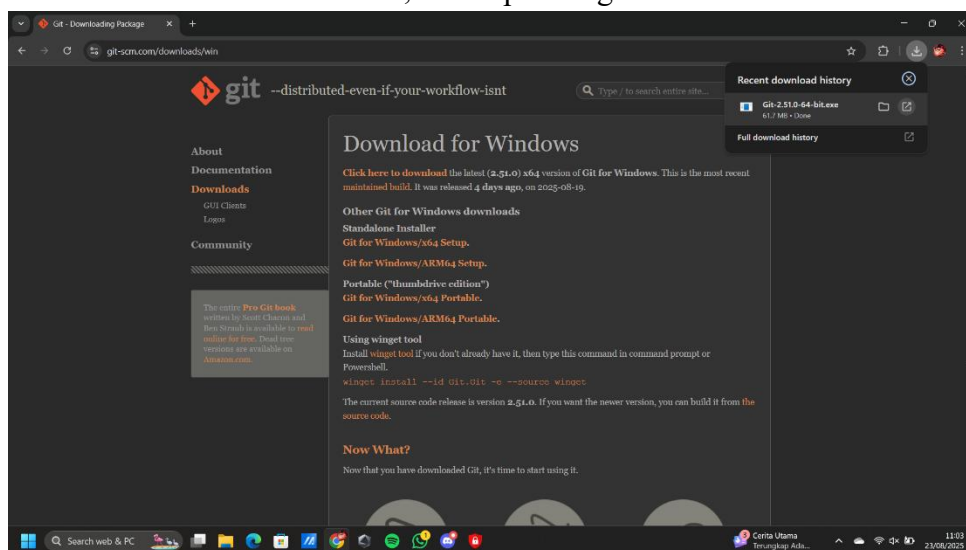 Git - Downloading Package
git-scm.com/downloads/win
git --distributed-even-if-your-workflow-isnt
Type / to search entire site...
Recent download history
Git-2.51.0-64-bit.exe
61.7 MB • Done
Full download history
About
Documentation
Downloads
GUI Clients
Logos
Community
The entire Pro Git book
written by Scott Chacon and
Ben Straub is available to read
online for free. Dead tree
versions are available on
Amazon.com.
Download for Windows
Click here to download the latest (2.51.0) x64 version of Git for Windows. This is the most recent
maintained build. It was released 4 days ago, on 2025-08-19.
Other Git for Windows downloads
Standalone Installer
Git for Windows/x64 Setup.
Git for Windows/ARM64 Setup.
Portable ("thumbdrive edition")
Git for Windows/x64 Portable.
Git for Windows/ARM64 Portable.
Using winget tool
Install winget tool if you don't already have it, then type this command in command prompt or
Powershell.
winget install --id Git.Git -e --source winget
The current source code release is version 2.51.0. If you want the newer version, you can build it from the
source code.
Now What?
Now that you have downloaded Git, it's time to start using it.
Search web & PC
Cerita Utama
Terungkap Ada...
11:03
23/08/2025